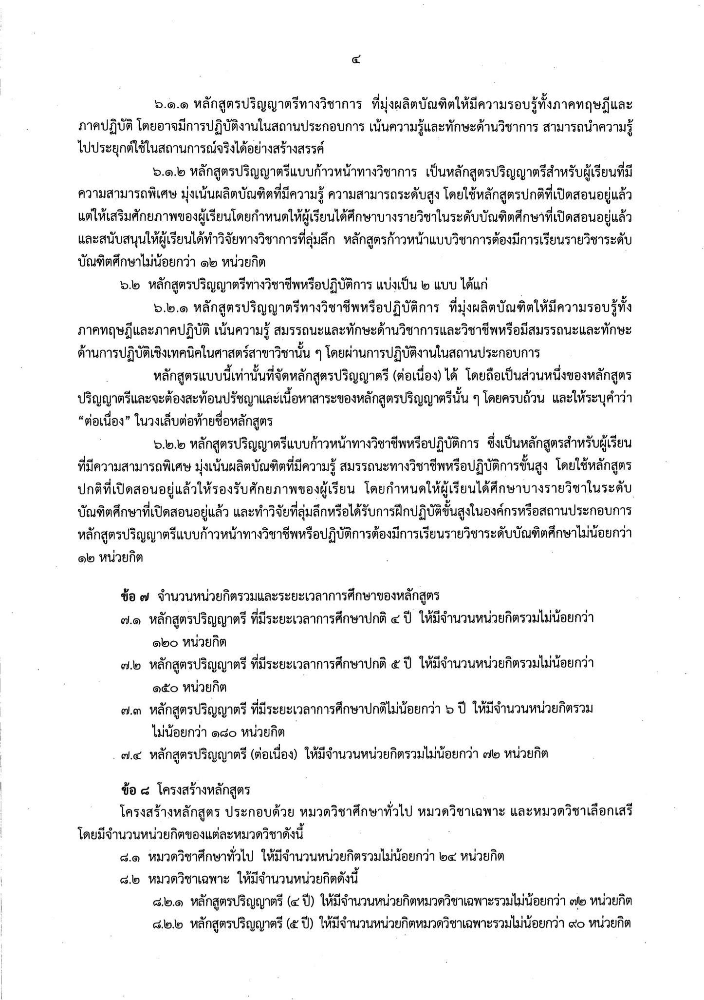 ๔
๖.๑.๑ หลักสูตรปริญญาตรีทางวิชาการ ที่มุ่งผลิตบัณฑิตให้มีความรอบรู้ทั้งภาคทฤษฎีและ
ภาคปฏิบัติ โดยอาจมีการปฏิบัติงานในสถานประกอบการ เน้นความรู้และทักษะด้านวิชาการ สามารถนำความรู้
ไปประยุกต์ใช้ในสถานการณ์จริงได้อย่างสร้างสรรค์
๖.๑.๒ หลักสูตรปริญญาตรีแบบก้าวหน้าทางวิชาการ เป็นหลักสูตรปริญญาตรีสำหรับผู้เรียนที่มี
ความสามารถพิเศษ มุ่งเน้นผลิตบัณฑิตที่มีความรู้ ความสามารถระดับสูง โดยใช้หลักสูตรปกติที่เปิดสอนอยู่แล้ว
แต่ให้เสริมศักยภาพของผู้เรียนโดยกำหนดให้ผู้เรียนได้ศึกษาบางรายวิชาในระดับบัณฑิตศึกษาที่เปิดสอนอยู่แล้ว
และสนับสนุนให้ผู้เรียนได้ทำวิจัยทางวิชาการที่ลุ่มลึก หลักสูตรก้าวหน้าแบบวิชาการต้องมีการเรียนรายวิชาระดับ
บัณฑิตศึกษาไม่น้อยกว่า ๑๒ หน่วยกิต
๖.๒ หลักสูตรปริญญาตรีทางวิชาชีพหรือปฏิบัติการ แบ่งเป็น ๒ แบบ ได้แก่
๖.๒.๑ หลักสูตรปริญญาตรีทางวิชาชีพหรือปฏิบัติการ ที่มุ่งผลิตบัณฑิตให้มีความรอบรู้ทั้ง
ภาคทฤษฎีและภาคปฏิบัติ เน้นความรู้ สมรรถนะและทักษะด้านวิชาการและวิชาชีพหรือมีสมรรถนะและทักษะ
ด้านการปฏิบัติเชิงเทคนิคในศาสตร์สาขาวิชานั้น ๆ โดยผ่านการปฏิบัติงานในสถานประกอบการ
หลักสูตรแบบนี้เท่านั้นที่จัดหลักสูตรปริญญาตรี (ต่อเนื่อง) ได้ โดยถือเป็นส่วนหนึ่งของหลักสูตร
ปริญญาตรีและจะต้องสะท้อนปรัชญาและเนื้อหาสาระของหลักสูตรปริญญาตรีนั้น ๆ โดยครบถ้วน และให้ระบุคำว่า
“ต่อเนื่อง” ในวงเล็บต่อท้ายชื่อหลักสูตร
๖.๒.๒ หลักสูตรปริญญาตรีแบบก้าวหน้าทางวิชาชีพหรือปฏิบัติการ ซึ่งเป็นหลักสูตรสำหรับผู้เรียน
ที่มีความสามารถพิเศษ มุ่งเน้นผลิตบัณฑิตที่มีความรู้ สมรรถนะทางวิชาชีพหรือปฏิบัติการขั้นสูง โดยใช้หลักสูตร
ปกติที่เปิดสอนอยู่แล้วให้รองรับศักยภาพของผู้เรียน โดยกำหนดให้ผู้เรียนได้ศึกษาบางรายวิชาในระดับ
บัณฑิตศึกษาที่เปิดสอนอยู่แล้ว และทำวิจัยที่ลุ่มลึกหรือได้รับการฝึกปฏิบัติขั้นสูงในองค์กรหรือสถานประกอบการ
หลักสูตรปริญญาตรีแบบก้าวหน้าทางวิชาชีพหรือปฏิบัติการต้องมีการเรียนรายวิชาระดับบัณฑิตศึกษาไม่น้อยกว่า
๑๒ หน่วยกิต
ข้อ ๗ จำนวนหน่วยกิตรวมและระยะเวลาการศึกษาของหลักสูตร
๗.๑ หลักสูตรปริญญาตรี ที่มีระยะเวลาการศึกษาปกติ ๔ ปี ให้มีจำนวนหน่วยกิตรวมไม่น้อยกว่า
๑๒๐ หน่วยกิต
๗.๒ หลักสูตรปริญญาตรี ที่มีระยะเวลาการศึกษาปกติ ๕ ปี ให้มีจำนวนหน่วยกิตรวมไม่น้อยกว่า
๑๕๐ หน่วยกิต
๗.๓ หลักสูตรปริญญาตรี ที่มีระยะเวลาการศึกษาปกติไม่น้อยกว่า ๖ ปี ให้มีจำนวนหน่วยกิตรวม
ไม่น้อยกว่า ๑๘๐ หน่วยกิต
๗.๔ หลักสูตรปริญญาตรี (ต่อเนื่อง) ให้มีจำนวนหน่วยกิตรวมไม่น้อยกว่า ๗๒ หน่วยกิต
ข้อ ๘ โครงสร้างหลักสูตร
โครงสร้างหลักสูตร ประกอบด้วย หมวดวิชาศึกษาทั่วไป หมวดวิชาเฉพาะ และหมวดวิชาเลือกเสรี
โดยมีจำนวนหน่วยกิตของแต่ละหมวดวิชาดังนี้
๘.๑ หมวดวิชาศึกษาทั่วไป ให้มีจำนวนหน่วยกิตรวมไม่น้อยกว่า ๒๔ หน่วยกิต
๘.๒ หมวดวิชาเฉพาะ ให้มีจำนวนหน่วยกิตดังนี้
๘.๒.๑ หลักสูตรปริญญาตรี (๔ ปี) ให้มีจำนวนหน่วยกิตหมวดวิชาเฉพาะรวมไม่น้อยกว่า ๗๒ หน่วยกิต
๘.๒.๒ หลักสูตรปริญญาตรี (๕ ปี) ให้มีจำนวนหน่วยกิตหมวดวิชาเฉพาะรวมไม่น้อยกว่า ๙๐ หน่วยกิต